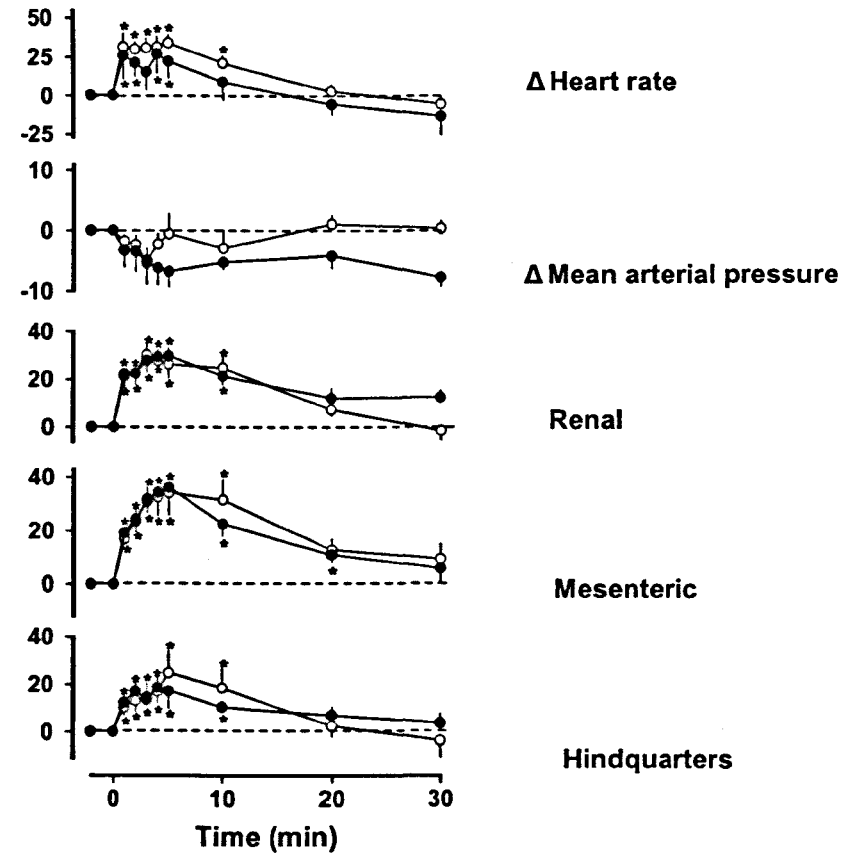 50
25
0
-25
Δ Heart rate
10
0
-10
Δ Mean arterial pressure
40
20
0
Renal
40
20
0
Mesenteric
40
20
0
Hindquarters
0 10 20 30
Time (min)